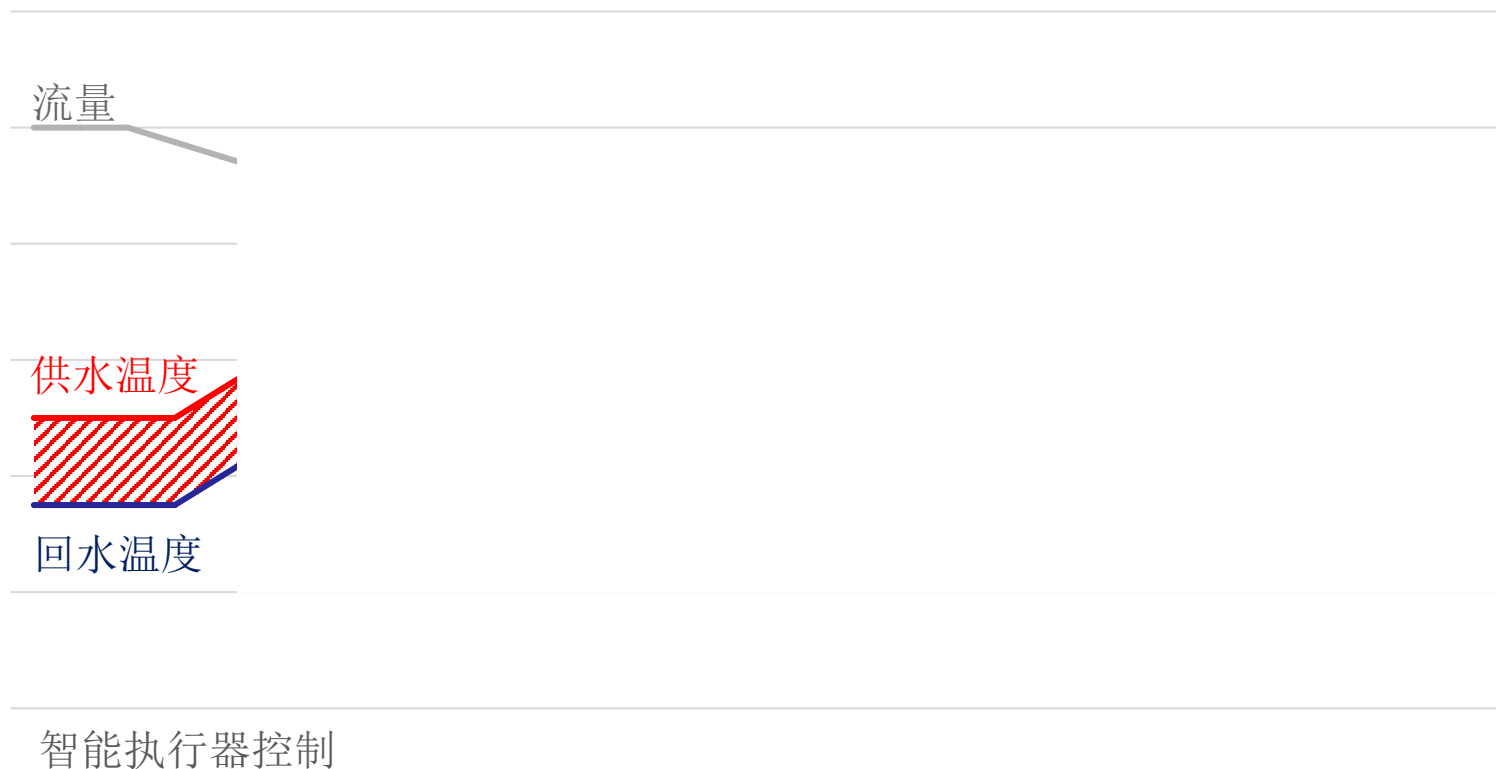 流量
供水温度
回水温度
智能执行器控制